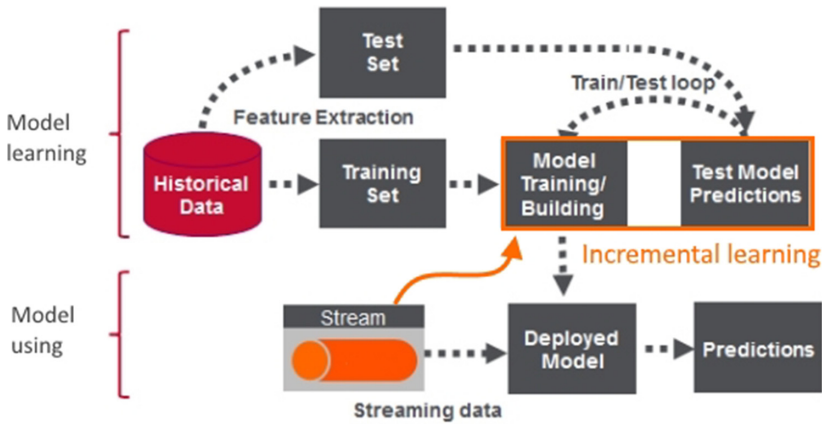 Test
Set
Train/Test loop
Feature Extraction
Model
learning
Historical
Data
Training
Set
Model
Training/
Building
Test Model
Predictions
Incremental learning
Model
using
Stream
Deployed
Model
Predictions
Streaming data